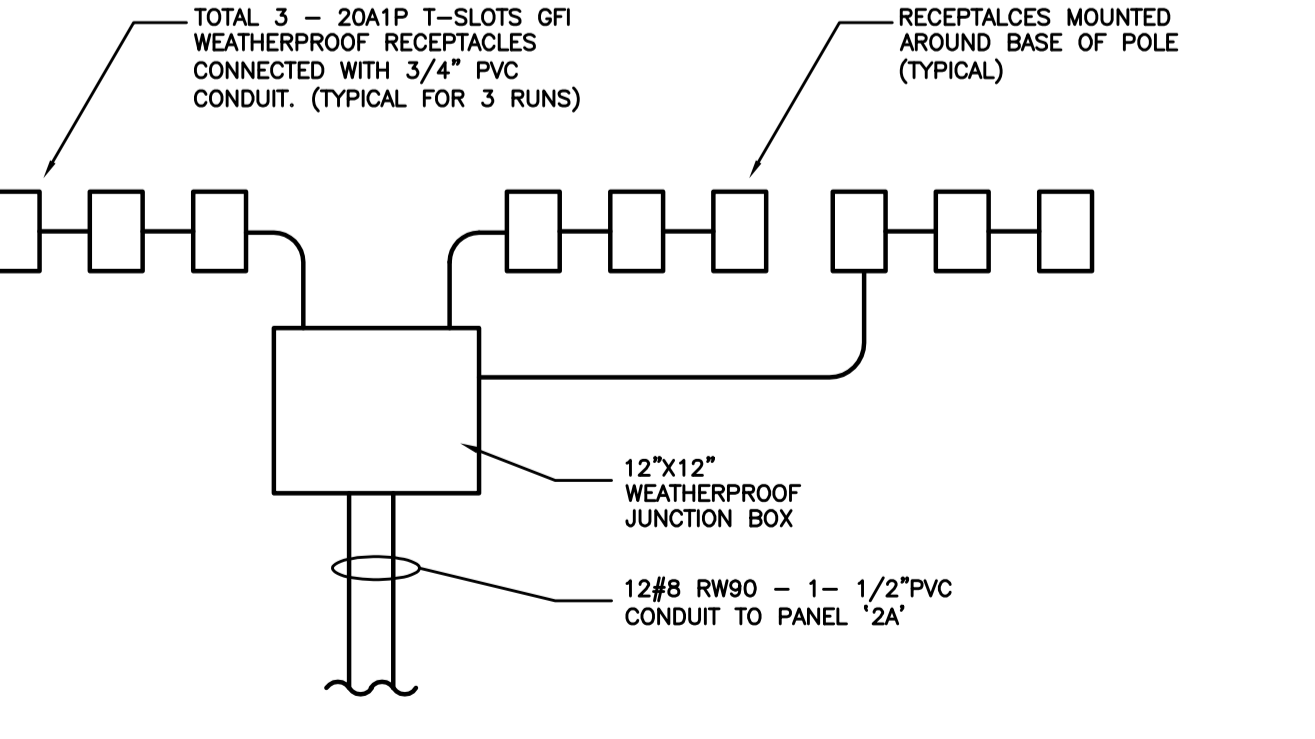 TOTAL 3 – 20A1P T–SLOTS GFI
WEATHERPROOF RECEPTACLES
CONNECTED WITH 3/4" PVC
CONDUIT. (TYPICAL FOR 3 RUNS)
RECEPTALCES MOUNTED
AROUND BASE OF POLE
(TYPICAL)
12"X12"
WEATHERPROOF
JUNCTION BOX
12#8 RW90 – 1– 1/2"PVC
CONDUIT TO PANEL '2A'